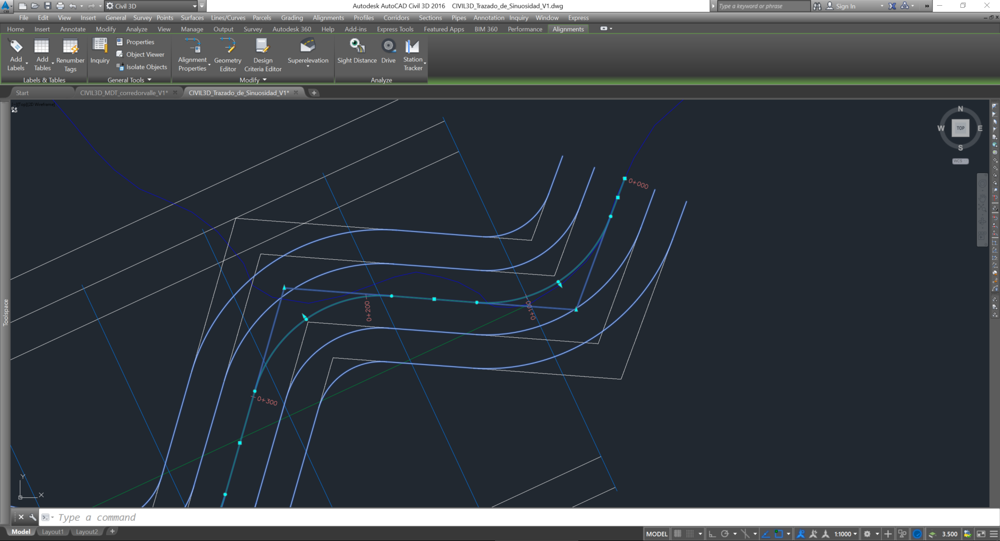 Civil 3D
Autodesk AutoCAD Civil 3D 2016 CIVIL3D_Trazado_de_Sinuosidad_V1.dwg
Type a keyword or phrase
Sign In
File Edit View Insert General Survey Points Surfaces Lines/Curves Parcels Grading Alignments Profiles Corridors Sections Pipes Annotation Inquiry Window Express
Home Insert Annotate Modify Analyze View Manage Output Survey Autodesk 360 Help Add-ins Express Tools Featured Apps BIM 360 Performance Alignments
Add Labels
Add Tables
Renumber Tags
Labels & Tables
Inquiry
Properties
Object Viewer
Isolate Objects
General Tools
Alignment Properties
Geometry Editor
Design Criteria Editor
Superelevation
Modify
Sight Distance
Drive
Station Tracker
Analyze
Start
CIVIL3D_MDT_corredorvalle_V1*
CIVIL3D_Trazado_de_Sinuosidad_V1*
[-][Top][2D Wireframe]
N
W TOP E
S
WCS
0+000
0+100
0+200
0+300
Toolspace
Y
X
Type a command
Model Layout1 Layout2
MODEL
1:1000
3.500